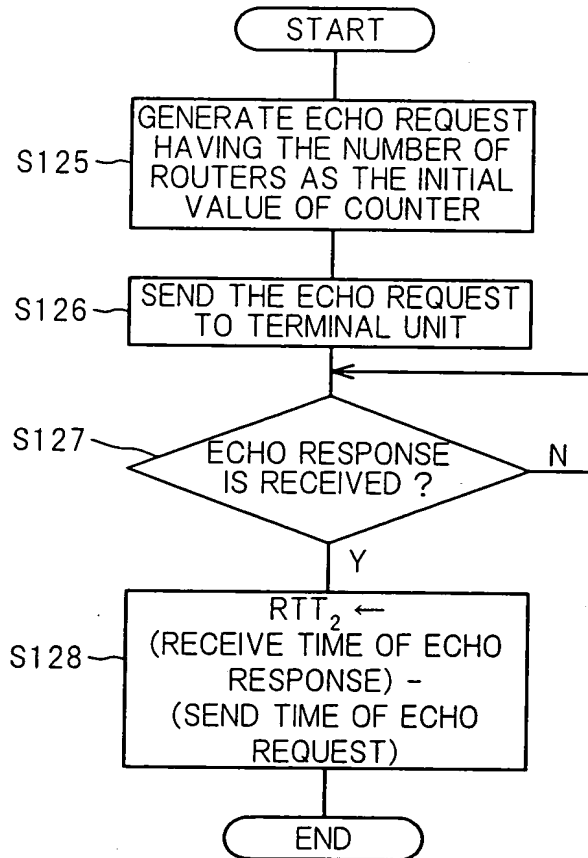 START
S125
GENERATE ECHO REQUEST
HAVING THE NUMBER OF
ROUTERS AS THE INITIAL
VALUE OF COUNTER
S126
SEND THE ECHO REQUEST
TO TERMINAL UNIT
S127
ECHO RESPONSE
IS RECEIVED ?
N
Y
S128
RTT₂ ←
(RECEIVE TIME OF ECHO
RESPONSE) –
(SEND TIME OF ECHO
REQUEST)
END